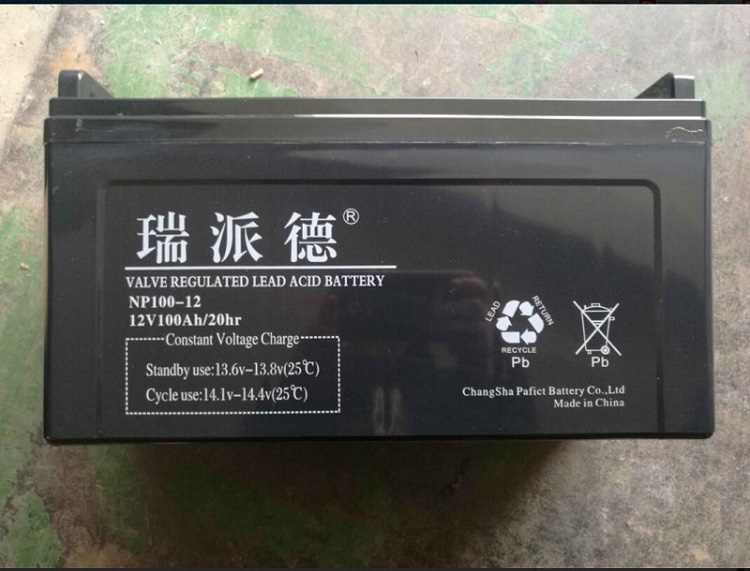 瑞派德®
VALVE REGULATED LEAD ACID BATTERY
NP100-12
12V100Ah/20hr
Constant Voltage Charge
Standby use:13.6v-13.8v(25℃)
Cycle use:14.1v-14.4v(25℃)
LEAD RETURN
RECYCLE
Pb
Pb
ChangSha Pafict Battery Co.,Ltd
Made in China